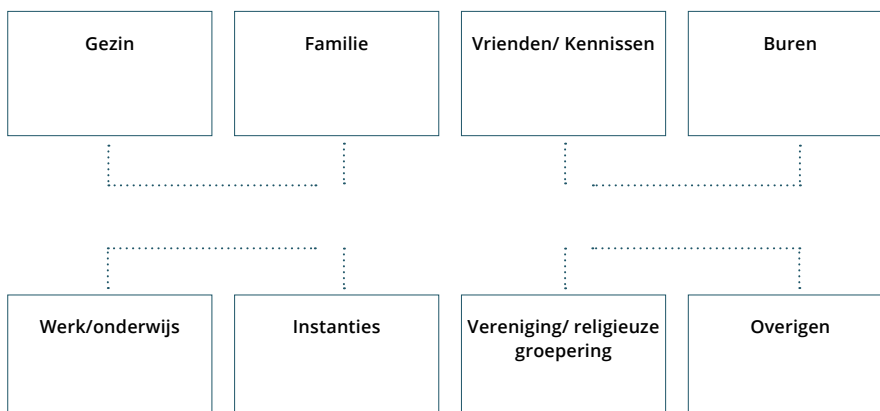 Gezin
Familie
Vrienden/ Kennissen
Buren
Werk/onderwijs
Instanties
Vereniging/ religieuze
groepering
Overigen